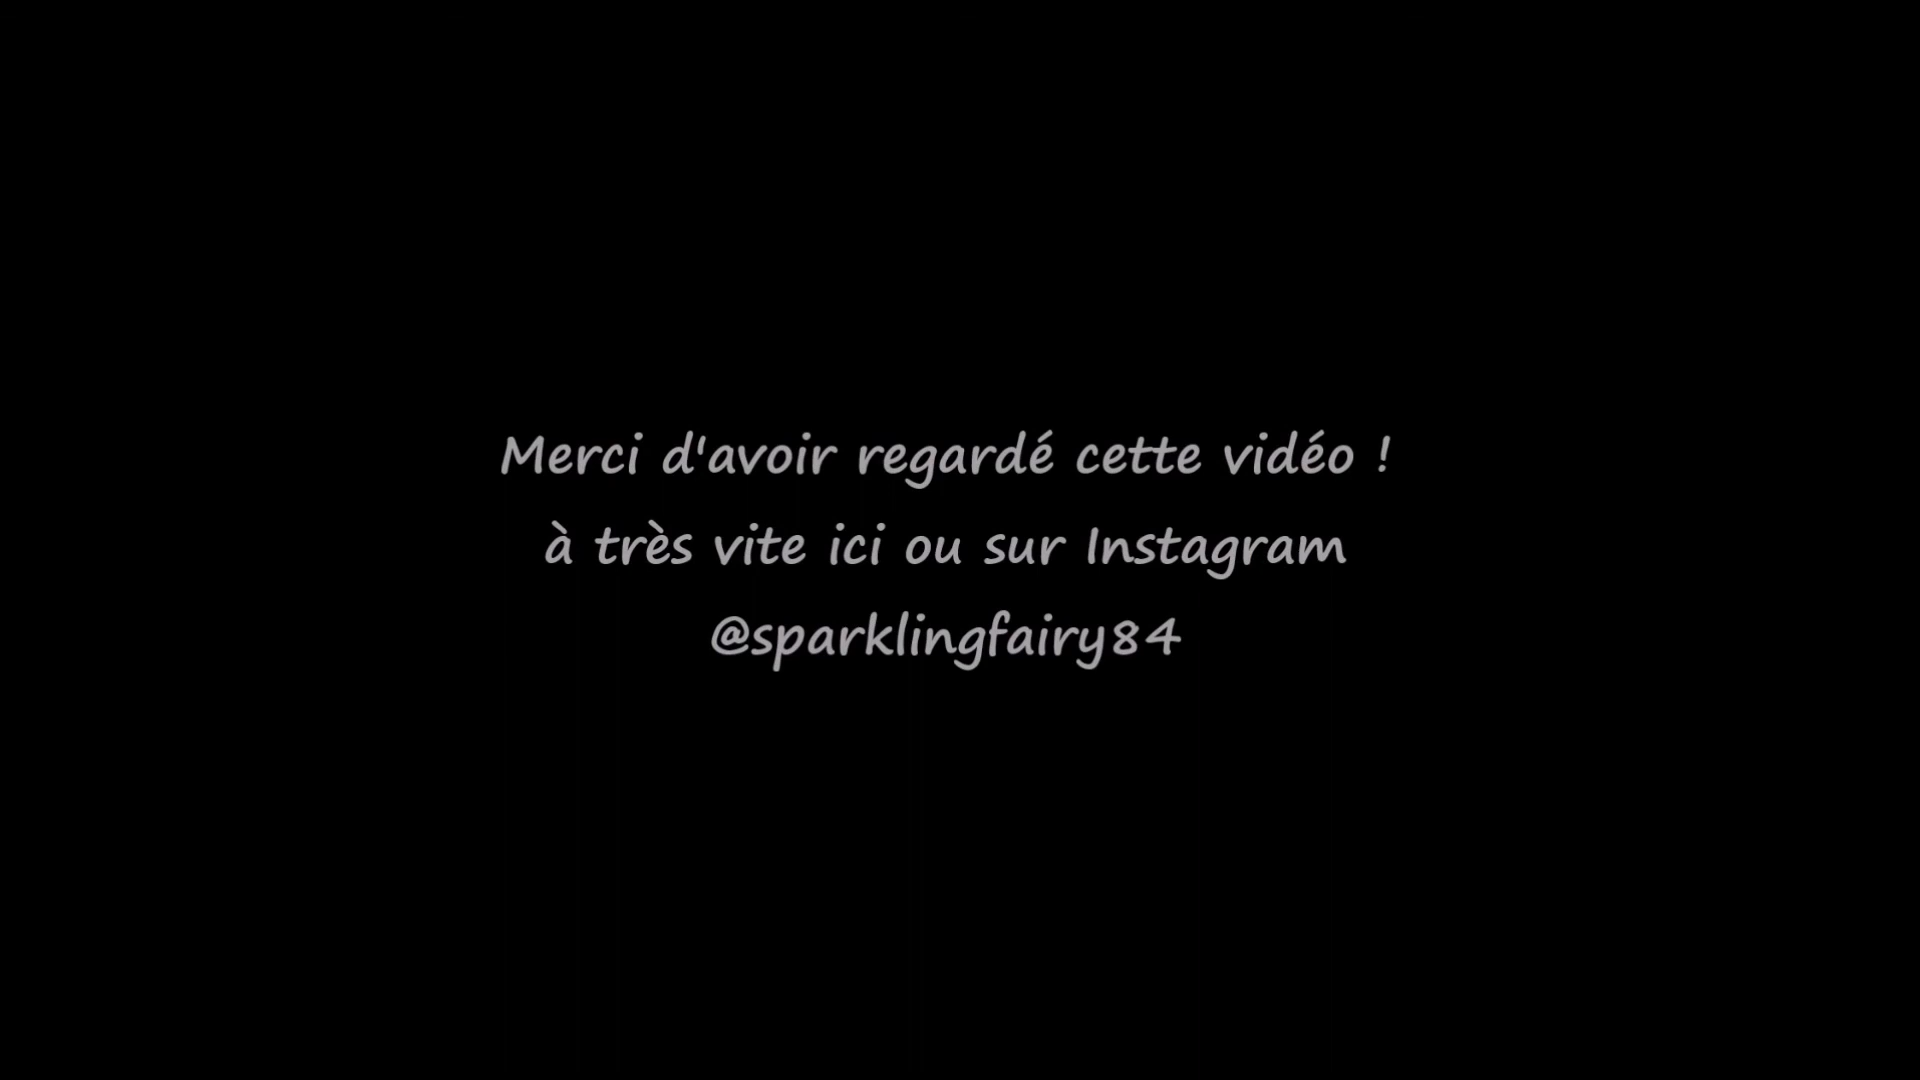 Merci d'avoir regardé cette vidéo !
à très vite ici ou sur Instagram
@sparklingfairy84